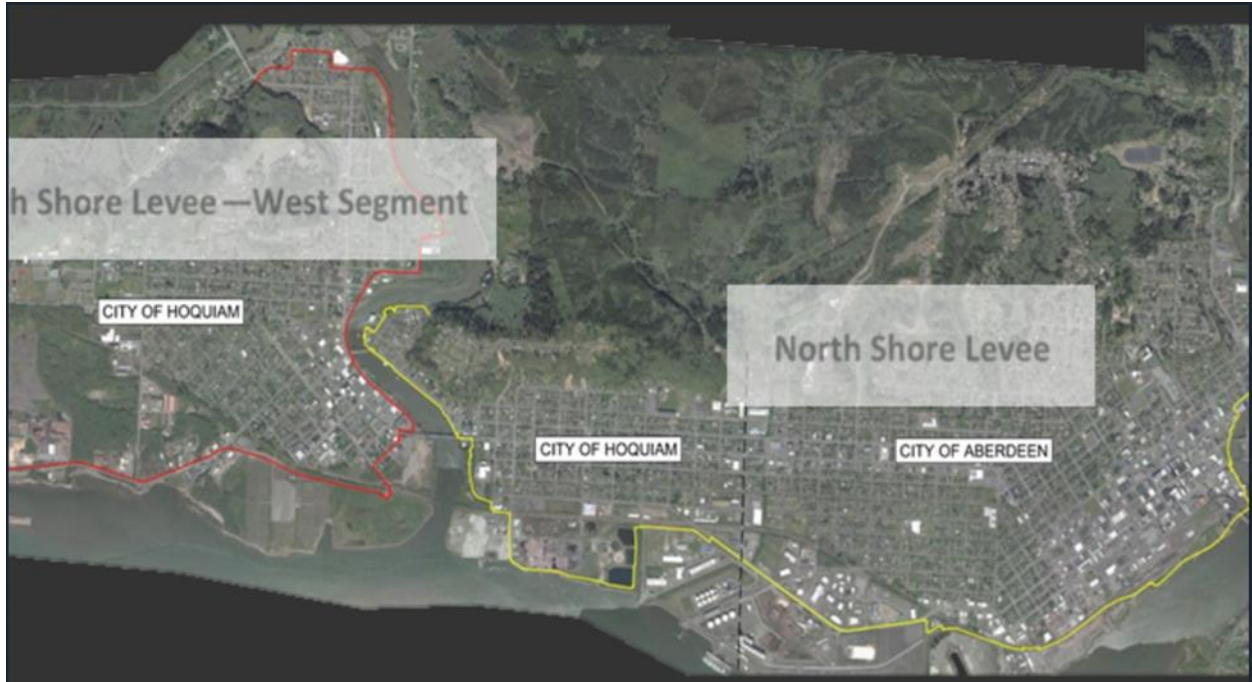 h Shore Levee—West Segment
CITY OF HOQUIAM
North Shore Levee
CITY OF HOQUIAM
CITY OF ABERDEEN